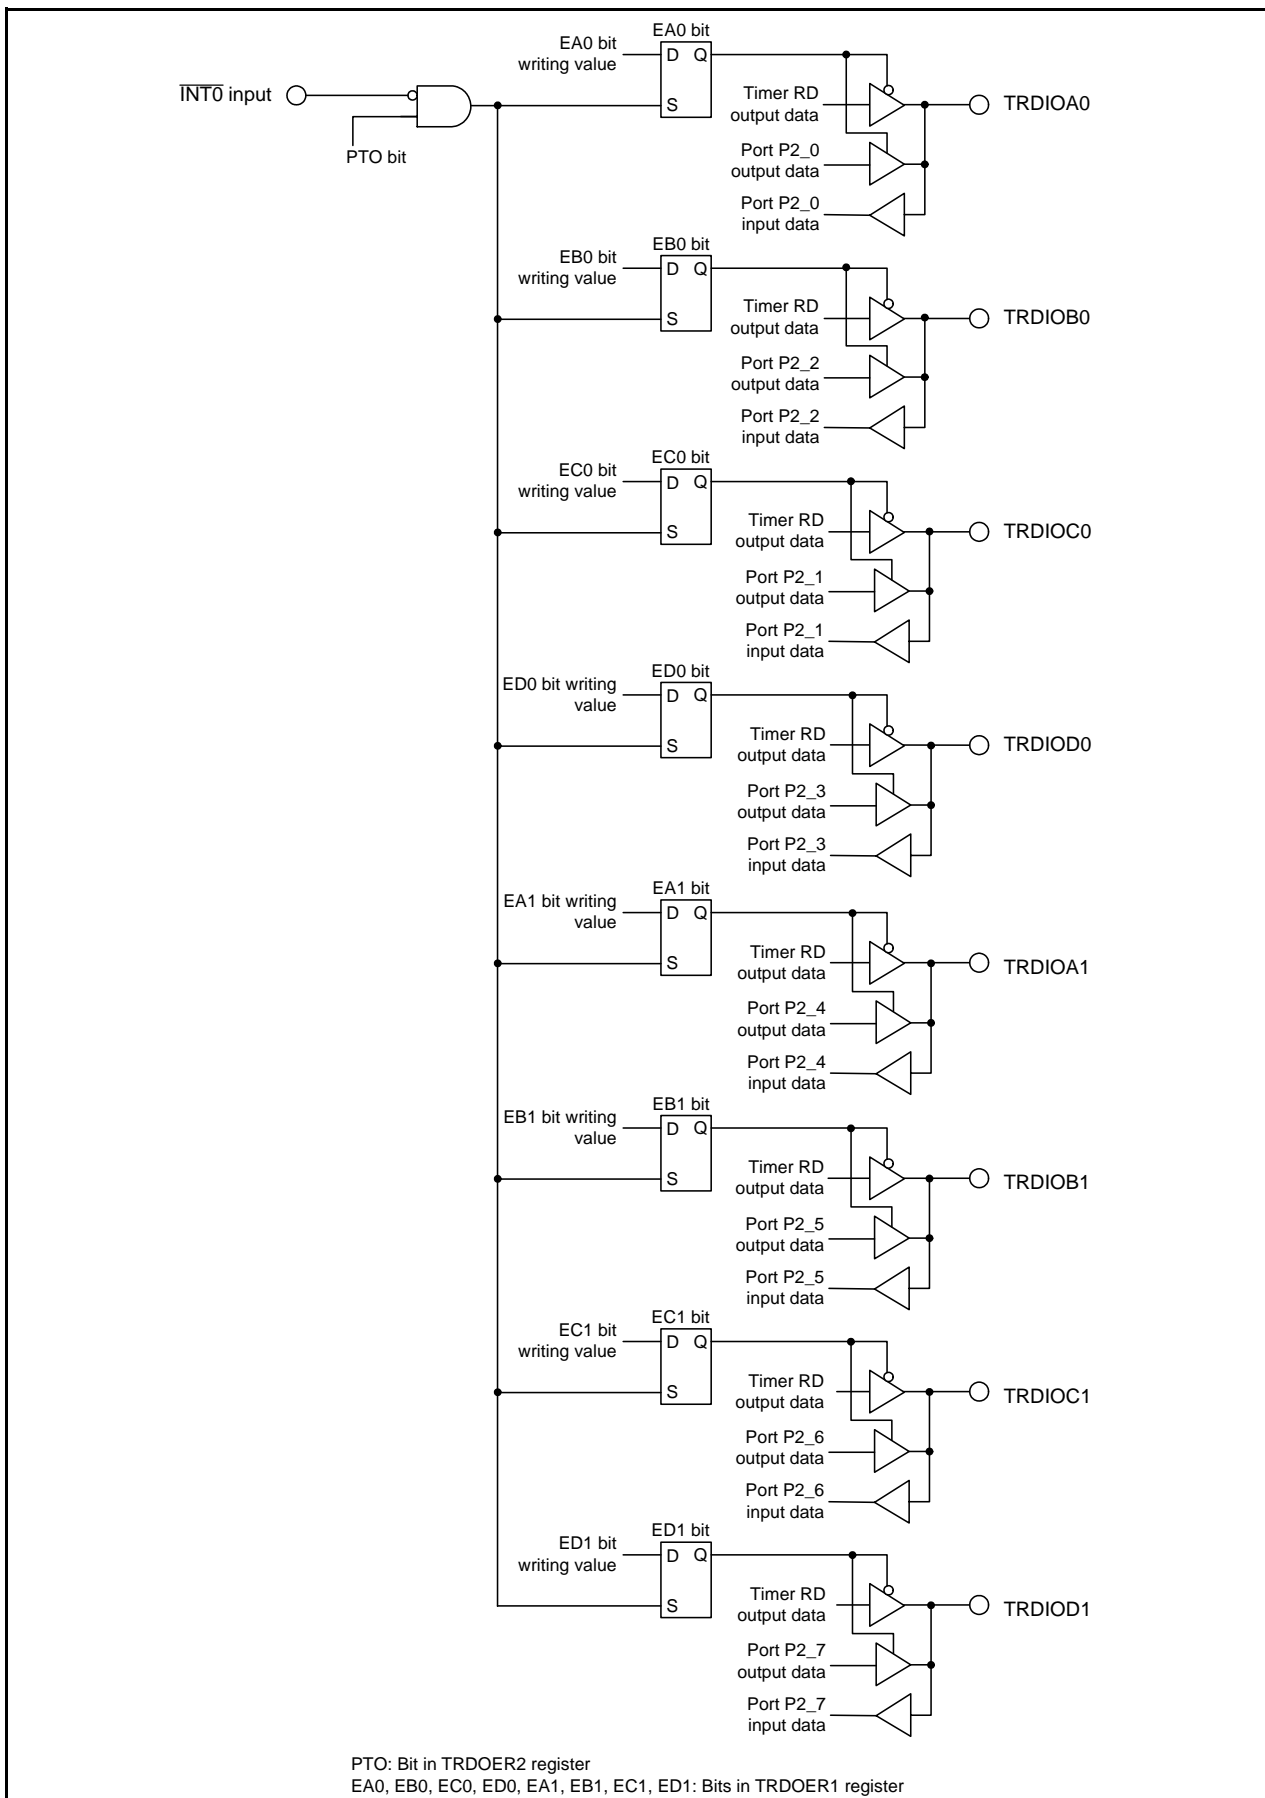 EA0 bit
EA0 bit
writing value
D Q
INT0 input
Timer RD
output data
TRDIOA0
S
PTO bit
Port P2_0
output data
Port P2_0
input data
EB0 bit
EB0 bit
writing value
D Q
Timer RD
output data
TRDIOB0
S
Port P2_2
output data
Port P2_2
input data
EC0 bit
EC0 bit
writing value
D Q
Timer RD
output data
TRDIOC0
S
Port P2_1
output data
Port P2_1
input data
ED0 bit
ED0 bit writing
value
D Q
Timer RD
output data
TRDIOD0
S
Port P2_3
output data
Port P2_3
input data
EA1 bit
EA1 bit writing
value
D Q
Timer RD
output data
TRDIOA1
S
Port P2_4
output data
Port P2_4
input data
EB1 bit
EB1 bit writing
value
D Q
Timer RD
output data
TRDIOB1
S
Port P2_5
output data
Port P2_5
input data
EC1 bit
EC1 bit
writing value
D Q
Timer RD
output data
TRDIOC1
S
Port P2_6
output data
Port P2_6
input data
ED1 bit
ED1 bit
writing value
D Q
Timer RD
output data
TRDIOD1
S
Port P2_7
output data
Port P2_7
input data
PTO: Bit in TRDOER2 register
EA0, EB0, EC0, ED0, EA1, EB1, EC1, ED1: Bits in TRDOER1 register